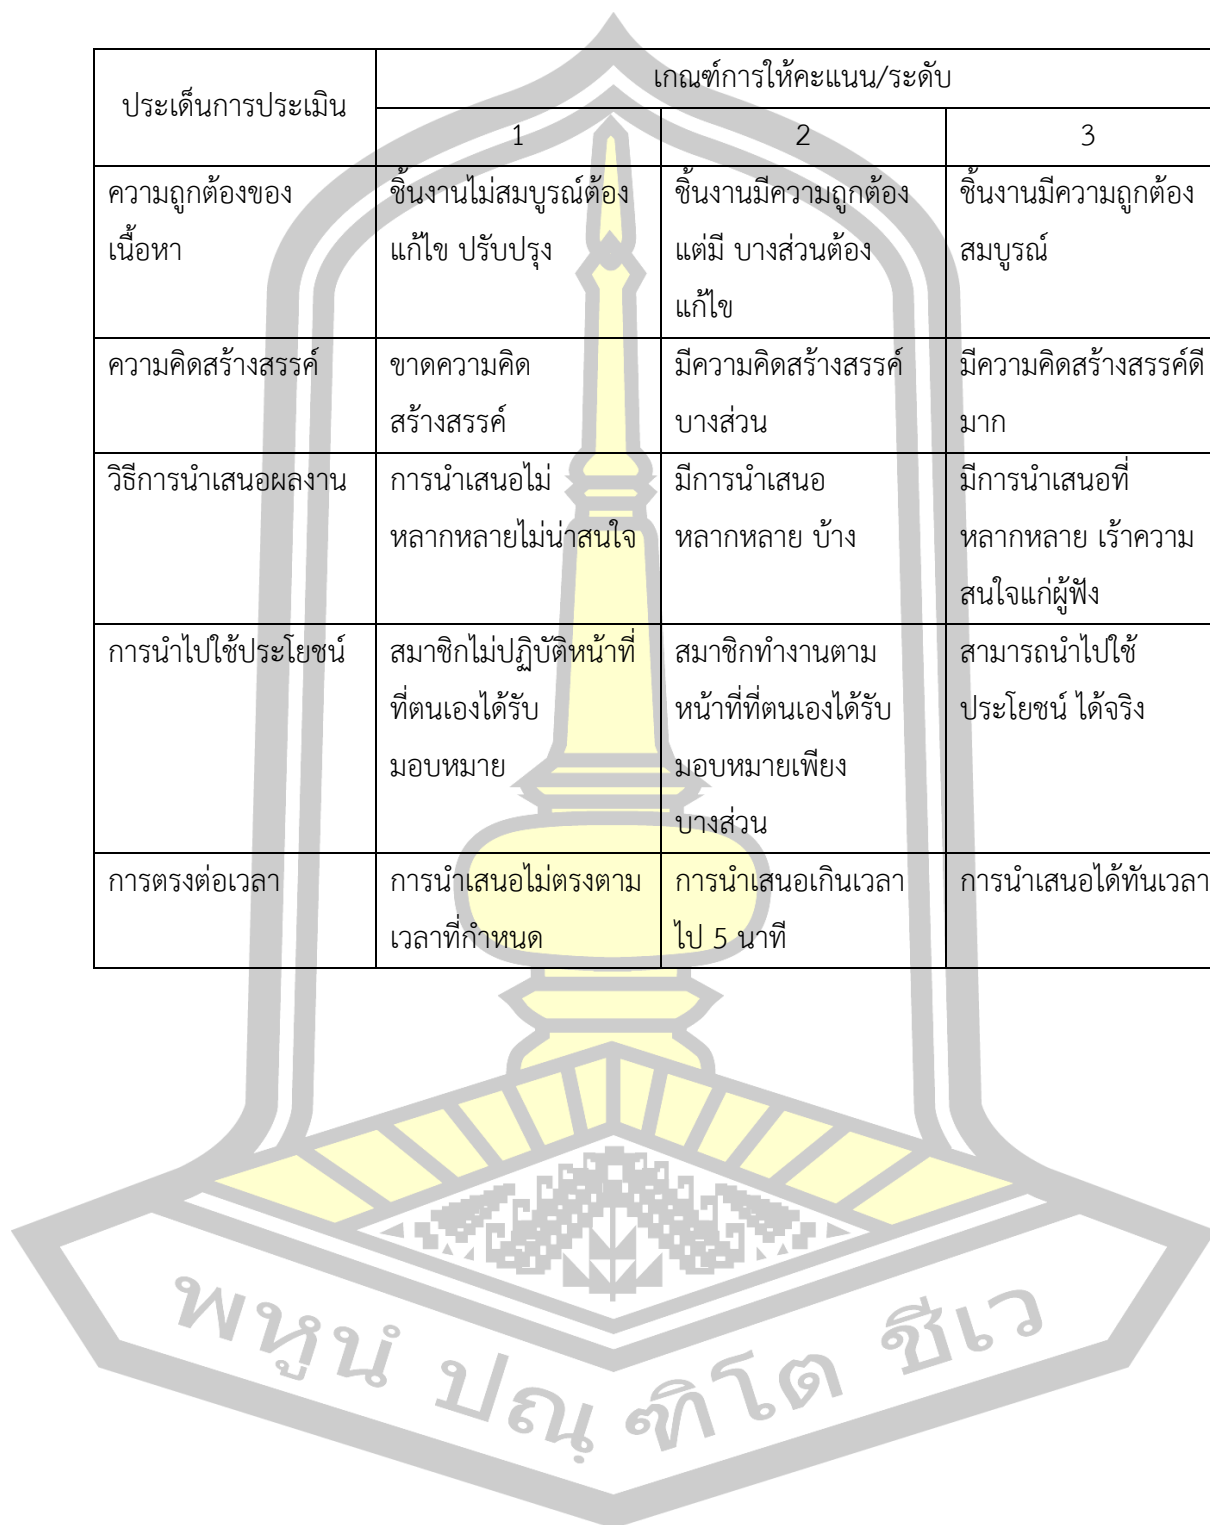 ประเด็นการประเมิน
เกณฑ์การให้คะแนน/ระดับ
1
2
3
ความถูกต้องของ
เนื้อหา
ชิ้นงานไม่สมบูรณ์ต้อง
แก้ไข ปรับปรุง
ชิ้นงานมีความถูกต้อง
แต่มี บางส่วนต้อง
แก้ไข
ชิ้นงานมีความถูกต้อง
สมบูรณ์
ความคิดสร้างสรรค์
ขาดความคิด
สร้างสรรค์
มีความคิดสร้างสรรค์
บางส่วน
มีความคิดสร้างสรรค์ดี
มาก
วิธีการนำเสนอผลงาน
การนำเสนอไม่
หลากหลายไม่น่าสนใจ
มีการนำเสนอ
หลากหลาย บ้าง
มีการนำเสนอที่
หลากหลาย เร้าความ
สนใจแก่ผู้ฟัง
การนำไปใช้ประโยชน์
สมาชิกไม่ปฏิบัติหน้าที่
ที่ตนเองได้รับ
มอบหมาย
สมาชิกทำงานตาม
หน้าที่ที่ตนเองได้รับ
มอบหมายเพียง
บางส่วน
สามารถนำไปใช้
ประโยชน์ ได้จริง
การตรงต่อเวลา
การนำเสนอไม่ตรงตาม
เวลาที่กำหนด
การนำเสนอเกินเวลา
ไป 5 นาที
การนำเสนอได้ทันเวลา
พหูนํ ปณฺ ฑิโต ชีเว